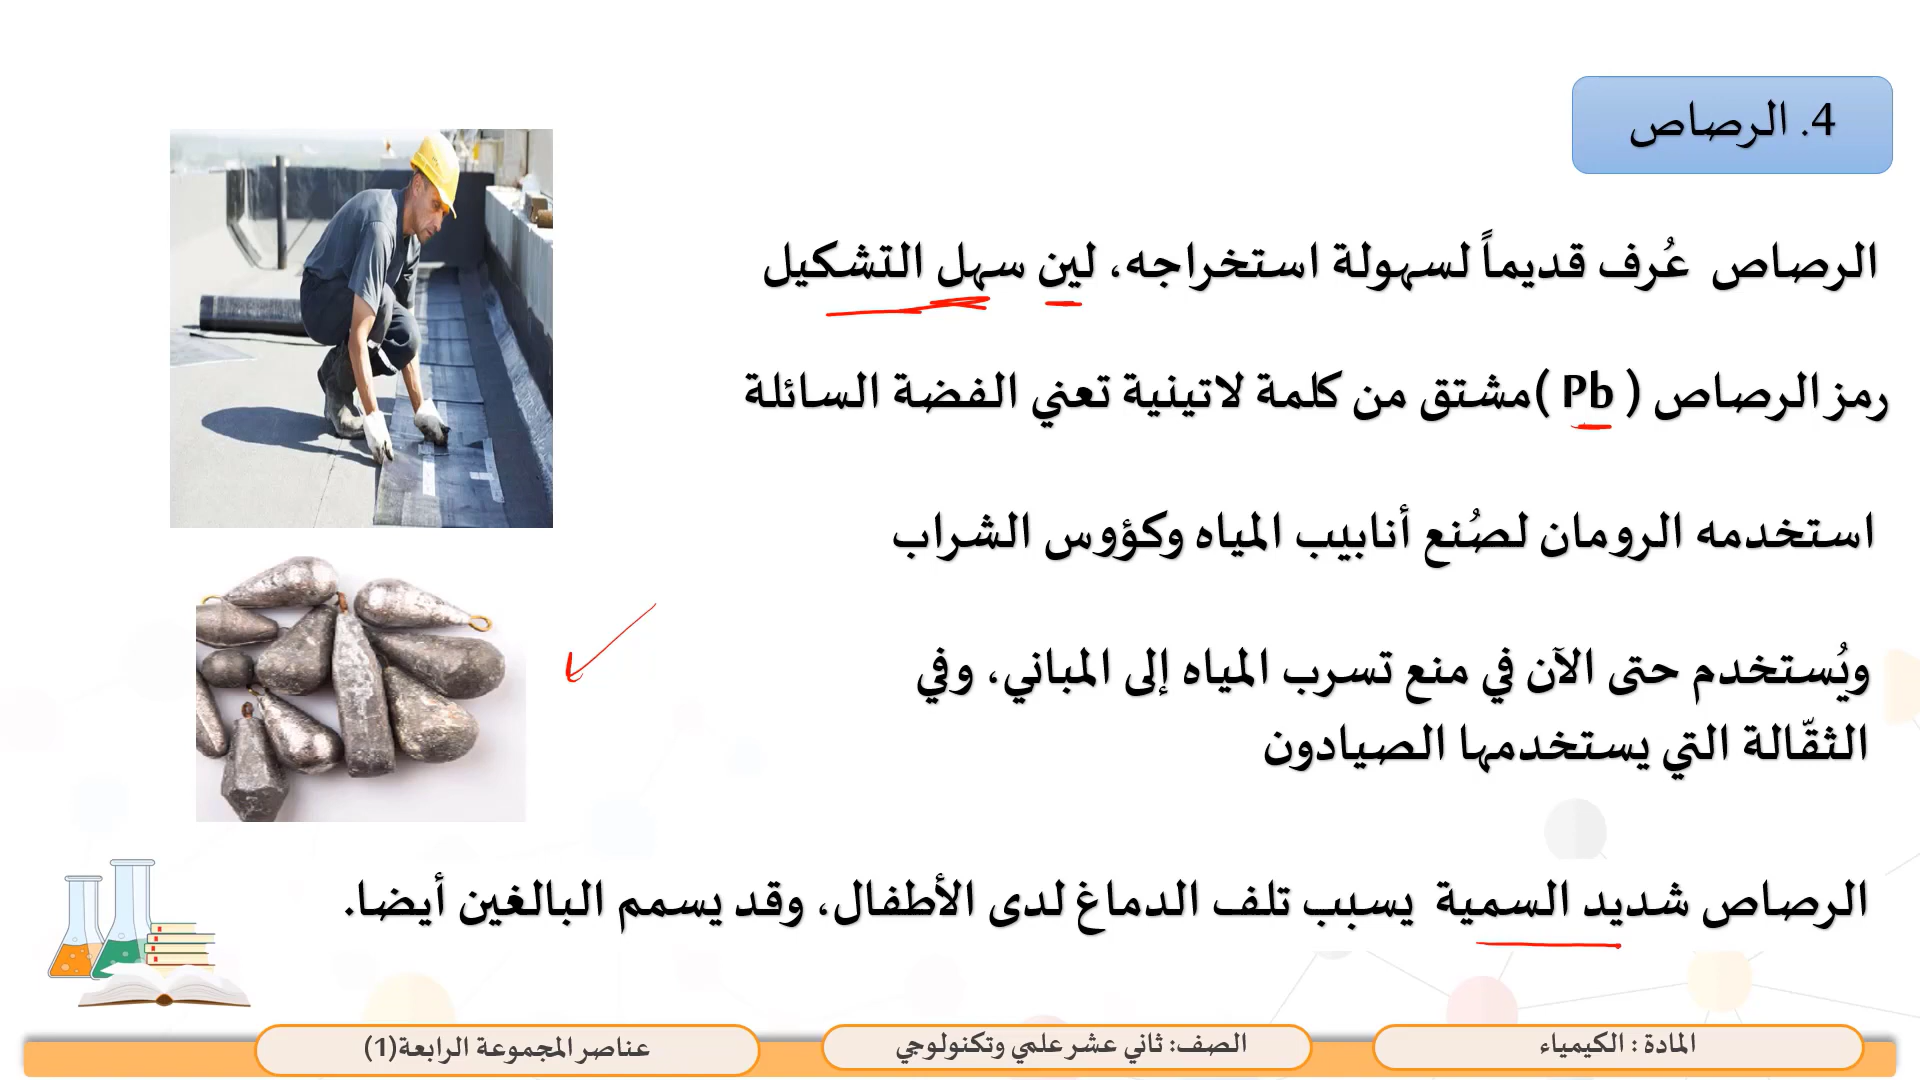 4. الرصاص
الرصاص عُرف قديماً لسهولة استخراجه، لين سهل التشكيل
رمز الرصاص ( Pb )مشتق من كلمة لاتينية تعني الفضة السائلة
استخدمه الرومان لصُنع أنابيب المياه وكؤوس الشراب
ويُستخدم حتى الآن في منع تسرب المياه إلى المباني، وفي
الثقّالة التي يستخدمها الصيادون
الرصاص شديد السمية يسبب تلف الدماغ لدى الأطفال، وقد يسمم البالغين أيضا.
المادة : الكيمياء
الصف: ثاني عشر علمي وتكنولوجي
عناصر المجموعة الرابعة(1)